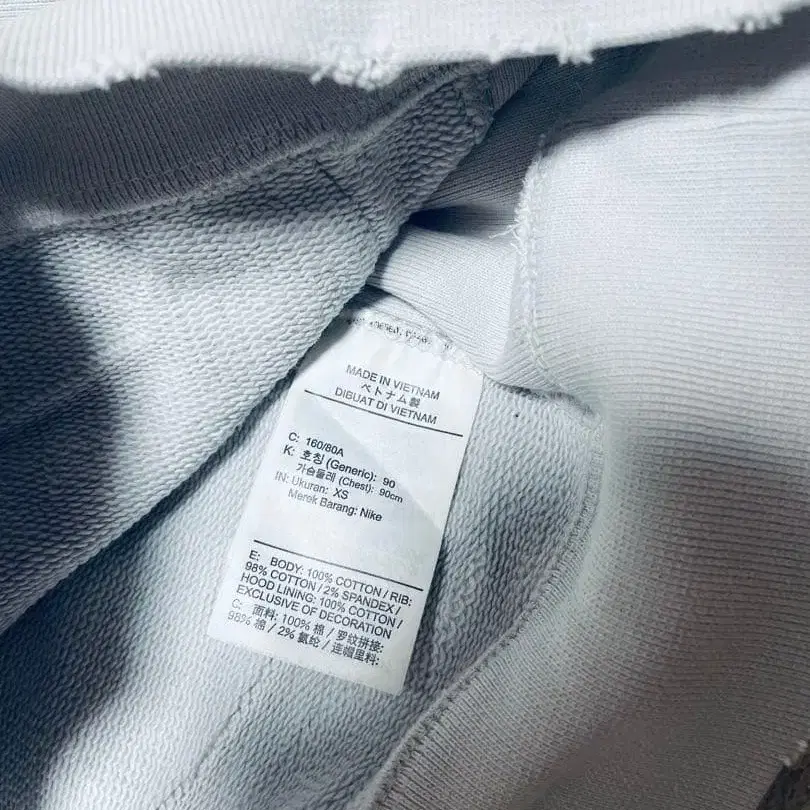 MADE IN VIETNAM
ベトナム製
DIBUAT DI VIETNAM
C: 160/80A
K: 호칭 (Generic): 90
가슴둘레 (Chest): 90cm
IN: Ukuran: XS
Merek Barang: Nike
E: BODY: 100% COTTON / RIB:
98% COTTON / 2% SPANDEX /
HOOD LINING: 100% COTTON /
EXCLUSIVE OF DECORATION
C: 面料: 100% 棉 / 罗纹拼接:
98% 棉 / 2% 氨纶 / 连帽里料: